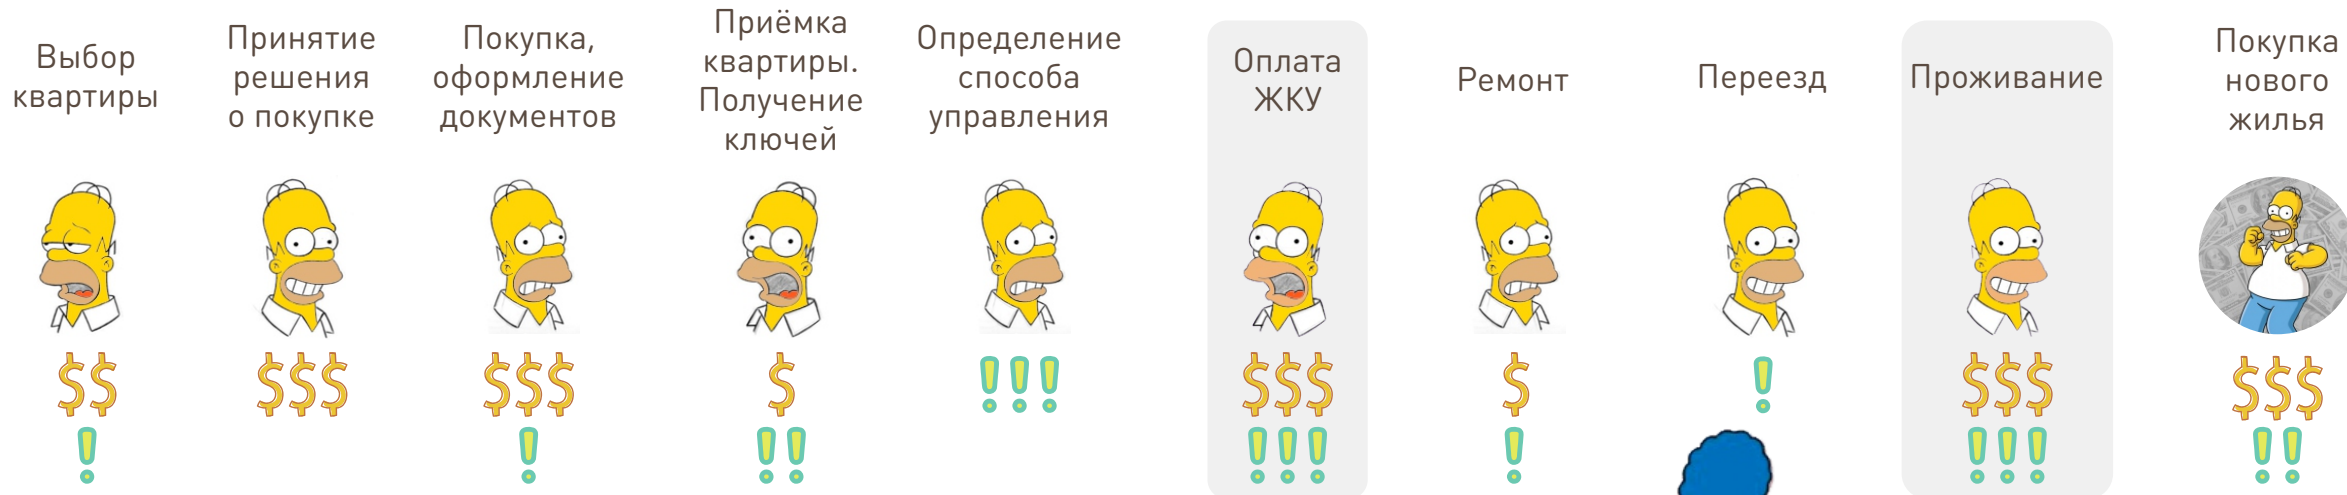 Выбор
квартиры
Принятие
решения
о покупке
Покупка,
оформление
документов
Приёмка
квартиры.
Получение
ключей
Определение
способа
управления
Оплата
ЖКУ
Ремонт
Переезд
Проживание
Покупка
нового
жилья
$$
$$$
$$$
$
!!!
$$$
$
!
$$$
$$$
!
!
!!
!!!
!
!!!
!!